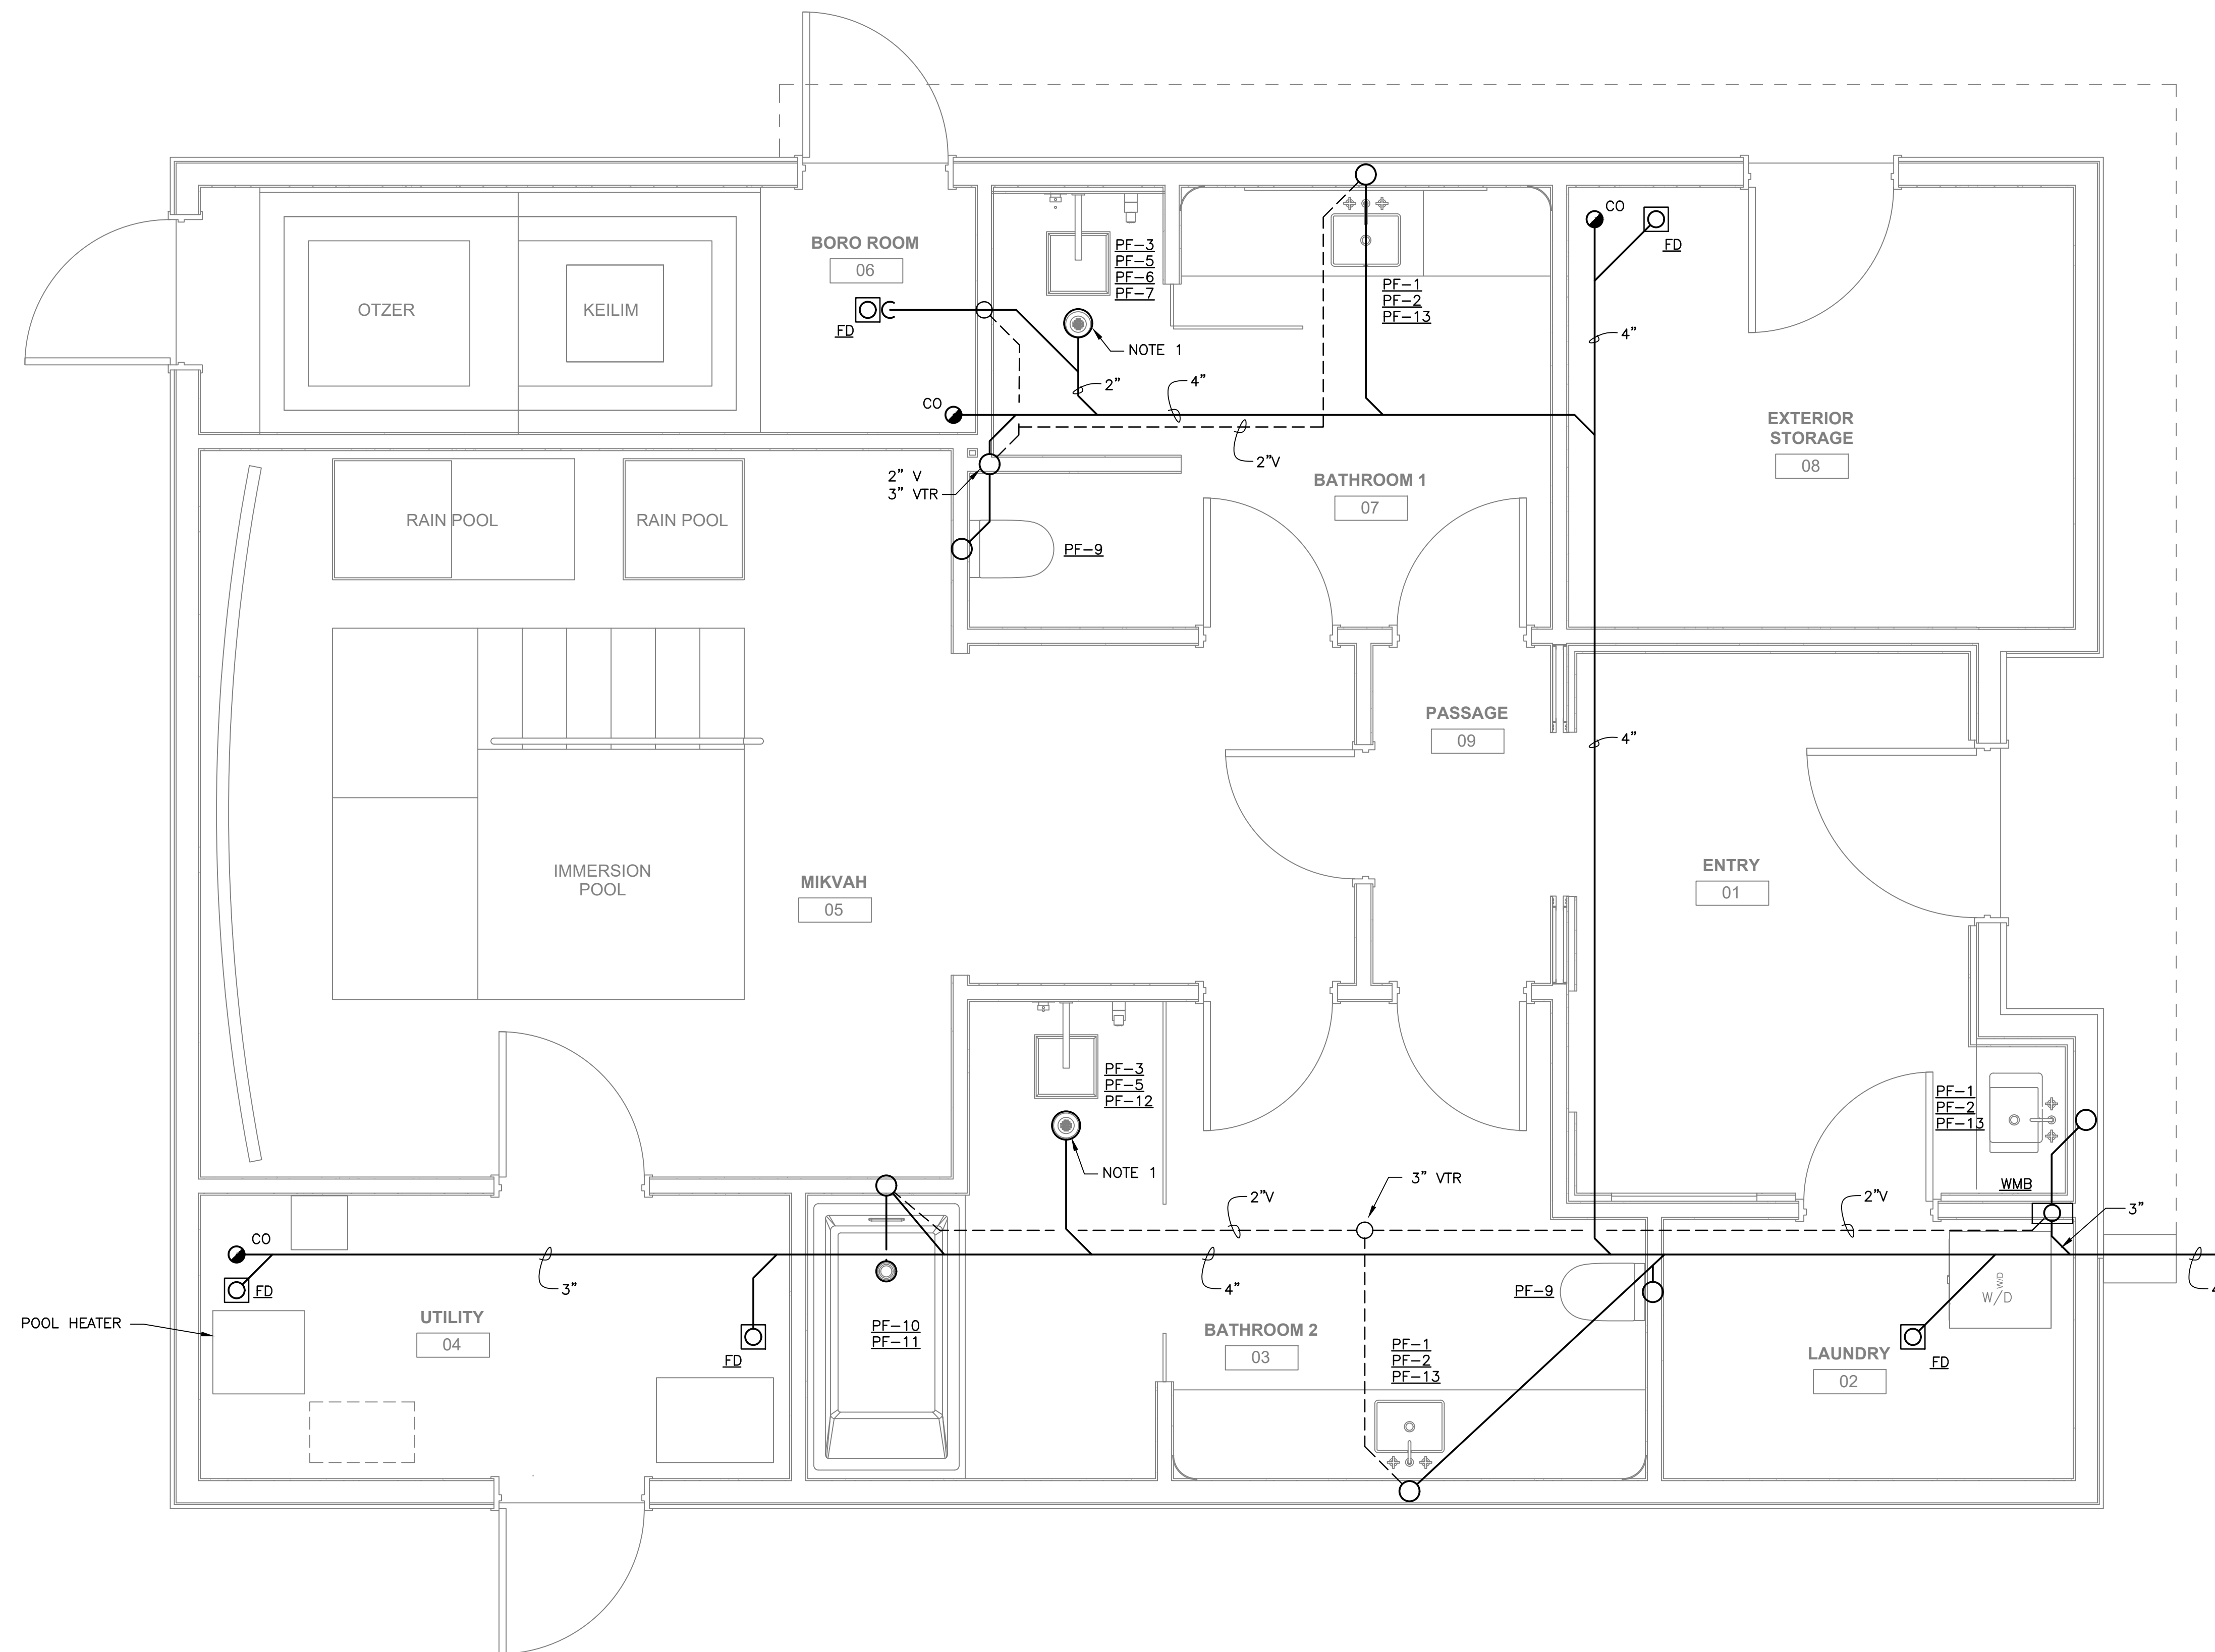 CO
BORO ROOM
06
PF-3
PF-5
PF-6
PF-7
FD
OTZER
KEILIM
PF-1
PF-2
PF-13
FD
NOTE 1
4"
2"
4"
CO
EXTERIOR
STORAGE
08
2"V
2" V
3" VTR
BATHROOM 1
07
RAIN POOL
RAIN POOL
PF-9
PASSAGE
09
4"
ENTRY
01
IMMERSION
POOL
MIKVAH
05
PF-3
PF-5
PF-12
PF-1
PF-2
PF-13
NOTE 1
3" VTR
WMB
2"V
2"V
3"
CO
3"
4"
4
FD
PF-9
W/D
W/D
POOL HEATER
UTILITY
04
PF-10
PF-11
BATHROOM 2
03
PF-1
PF-2
PF-13
LAUNDRY
02
FD
FD